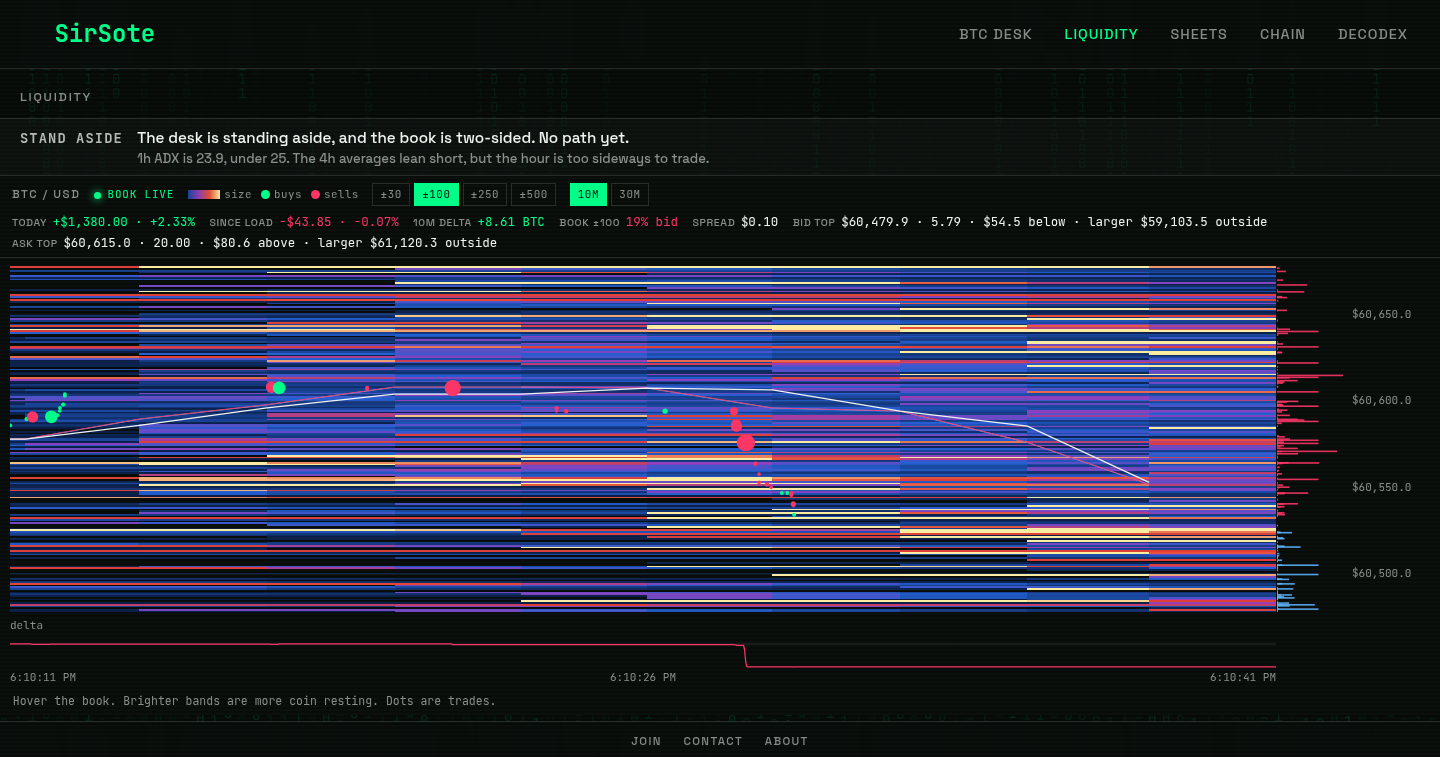 SirSote
BTC DESK LIQUIDITY SHEETS CHAIN DECODEX
LIQUIDITY
STAND ASIDE The desk is standing aside, and the book is two-sided. No path yet.
1h ADX is 23.9, under 25. The 4h averages lean short, but the hour is too sideways to trade.
BTC / USD BOOK LIVE size buys sells ±30 ±100 ±250 ±500 10M 30M
TODAY +$1,380.00 · +2.33% SINCE LOAD -$43.85 · -0.07% 10M DELTA +8.61 BTC BOOK ±100 19% bid SPREAD $0.10 BID TOP $60,479.9 · 5.79 · $54.5 below · larger $59,103.5 outside
ASK TOP $60,615.0 · 20.00 · $80.6 above · larger $61,120.3 outside
$60,650.0
$60,600.0
$60,550.0
$60,500.0
delta
6:10:11 PM 6:10:26 PM 6:10:41 PM
Hover the book. Brighter bands are more coin resting. Dots are trades.
JOIN CONTACT ABOUT